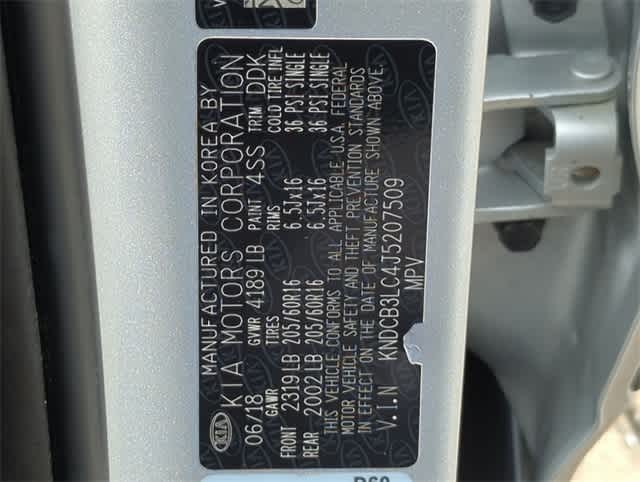 KIA
MANUFACTURED IN KOREA BY
KIA MOTORS CORPORATION
06/18 GVWR 4189 LB PAINT 4SS TRIM DDK
GAWR TIRES RIMS COLD TIRE INFL
FRONT 2319 LB 205/60R16 6.5Jx16 36 PSI SINGLE
REAR 2002 LB 205/60R16 6.5Jx16 36 PSI SINGLE
THIS VEHICLE CONFORMS TO ALL APPLICABLE U.S.A. FEDERAL
MOTOR VEHICLE SAFETY AND THEFT PREVENTION STANDARDS
IN EFFECT ON THE DATE OF MANUFACTURE SHOWN ABOVE.
V.I.N KNDCB3LC4J5207509
MPV